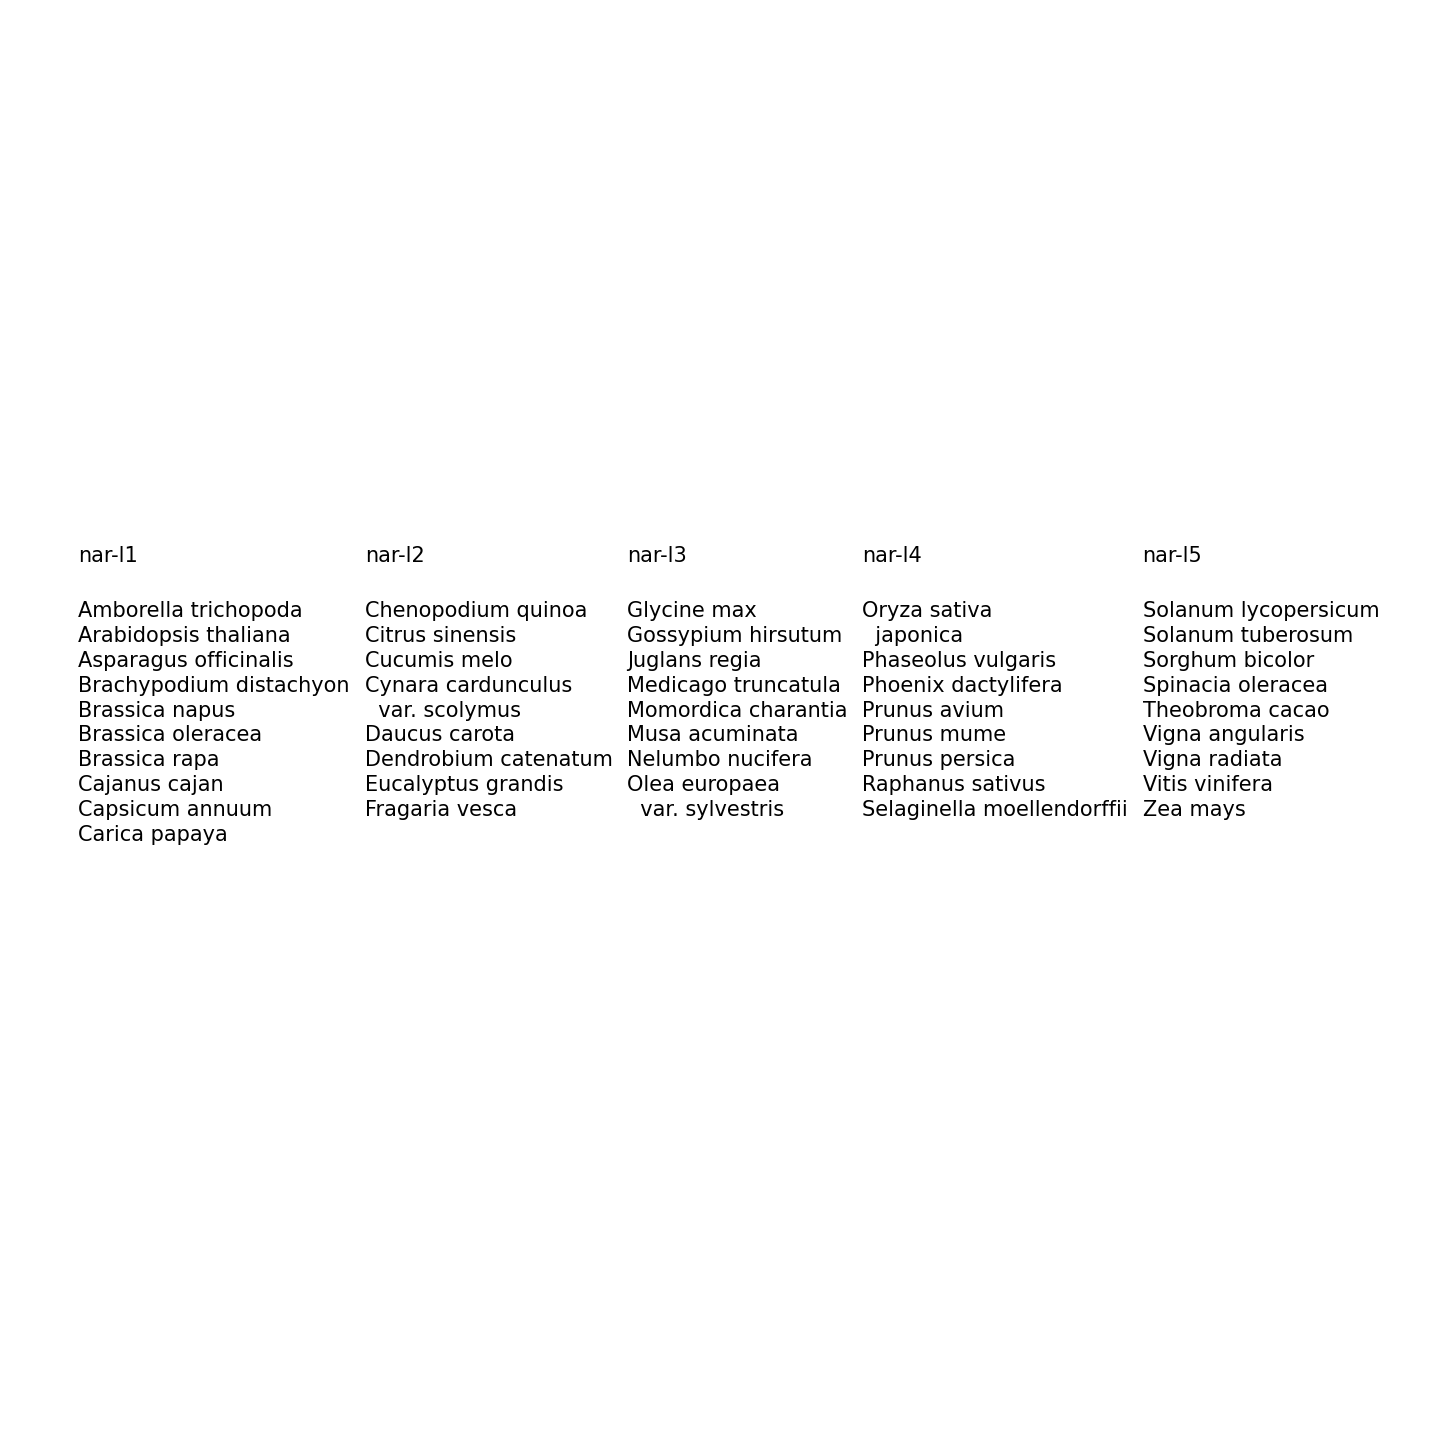 nar-l1
Amborella trichopoda
Arabidopsis thaliana
Asparagus officinalis
Brachypodium distachyon
Brassica napus
Brassica oleracea
Brassica rapa
Cajanus cajan
Capsicum annuum
Carica papaya
nar-l2
Chenopodium quinoa
Citrus sinensis
Cucumis melo
Cynara cardunculus
var. scolymus
Daucus carota
Dendrobium catenatum
Eucalyptus grandis
Fragaria vesca
nar-l3
Glycine max
Gossypium hirsutum
Juglans regia
Medicago truncatula
Momordica charantia
Musa acuminata
Nelumbo nucifera
Olea europaea
var. sylvestris
nar-l4
Oryza sativa
japonica
Phaseolus vulgaris
Phoenix dactylifera
Prunus avium
Prunus mume
Prunus persica
Raphanus sativus
Selaginella moellendorffii
nar-l5
Solanum lycopersicum
Solanum tuberosum
Sorghum bicolor
Spinacia oleracea
Theobroma cacao
Vigna angularis
Vigna radiata
Vitis vinifera
Zea mays